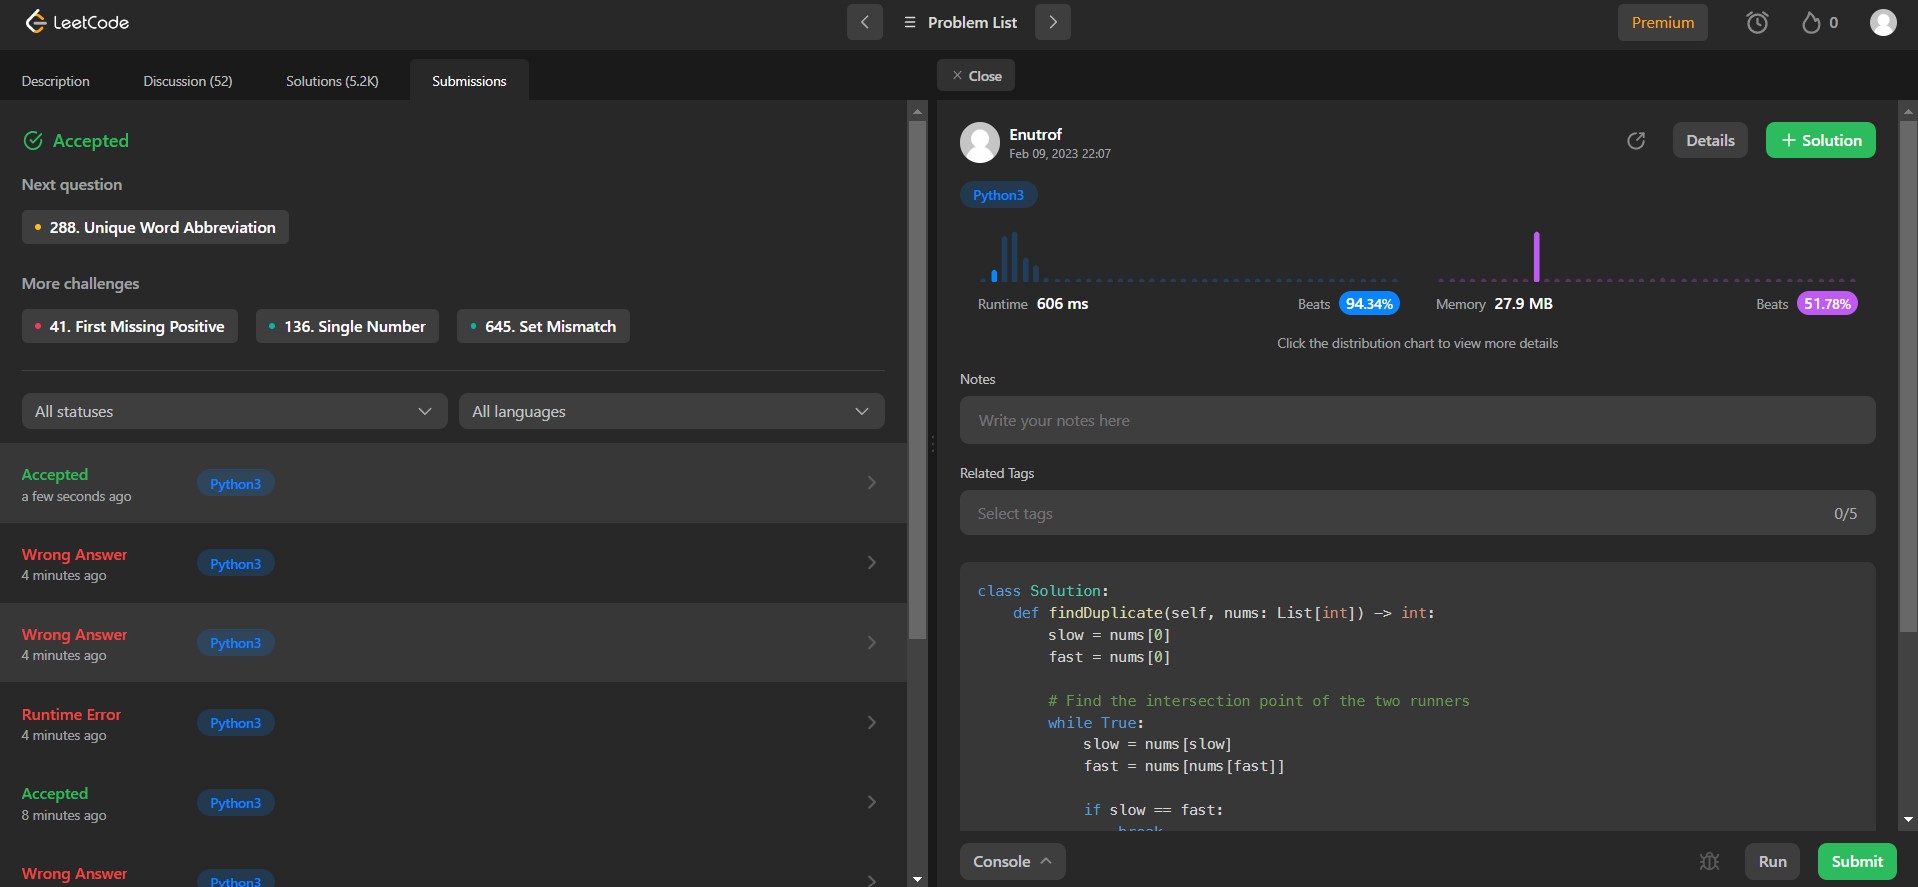 LeetCode
Problem List
Premium
0
Description
Discussion (52)
Solutions (5.2K)
Submissions
Close
Accepted
Next question
288. Unique Word Abbreviation
More challenges
41. First Missing Positive
136. Single Number
645. Set Mismatch
All statuses
All languages
Accepted
a few seconds ago
Python3
Wrong Answer
4 minutes ago
Python3
Wrong Answer
4 minutes ago
Python3
Runtime Error
4 minutes ago
Python3
Accepted
8 minutes ago
Python3
Wrong Answer
Python3
Enutrof
Feb 09, 2023 22:07
Details
+ Solution
Python3
Runtime 606 ms
Beats 94.34%
Memory 27.9 MB
Beats 51.78%
Click the distribution chart to view more details
Notes
Write your notes here
Related Tags
Select tags
0/5
class Solution:
    def findDuplicate(self, nums: List[int]) -> int:
        slow = nums[0]
        fast = nums[0]
        # Find the intersection point of the two runners
        while True:
            slow = nums[slow]
            fast = nums[nums[fast]]
            if slow == fast:
                break
Console
Run
Submit